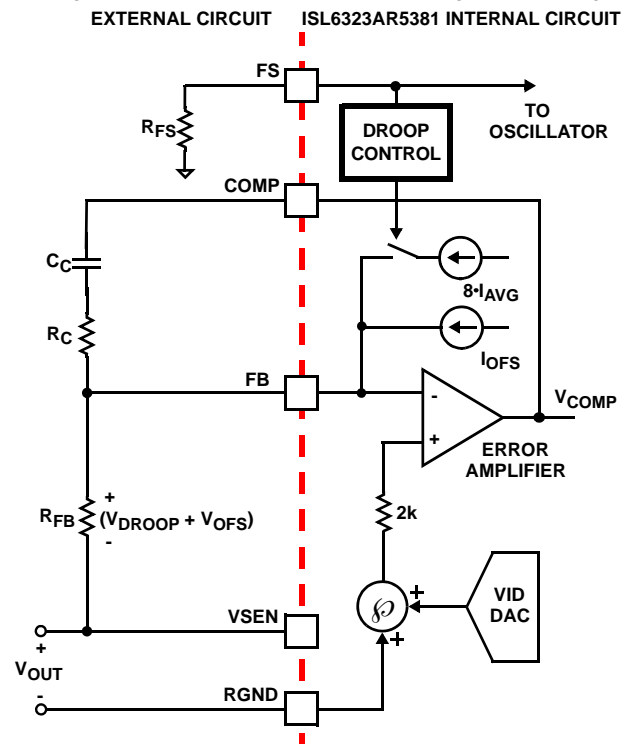 EXTERNAL CIRCUIT
ISL6323AR5381 INTERNAL CIRCUIT
FS
RFS
TO
OSCILLATOR
DROOP
CONTROL
COMP
CC
8•IAVG
RC
IOFS
FB
-
VCOMP
+
ERROR
AMPLIFIER
RFB
+
(VDROOP + VOFS)
-
2k
VSEN
+
VID
DAC
℘
+
+
VOUT
-
RGND